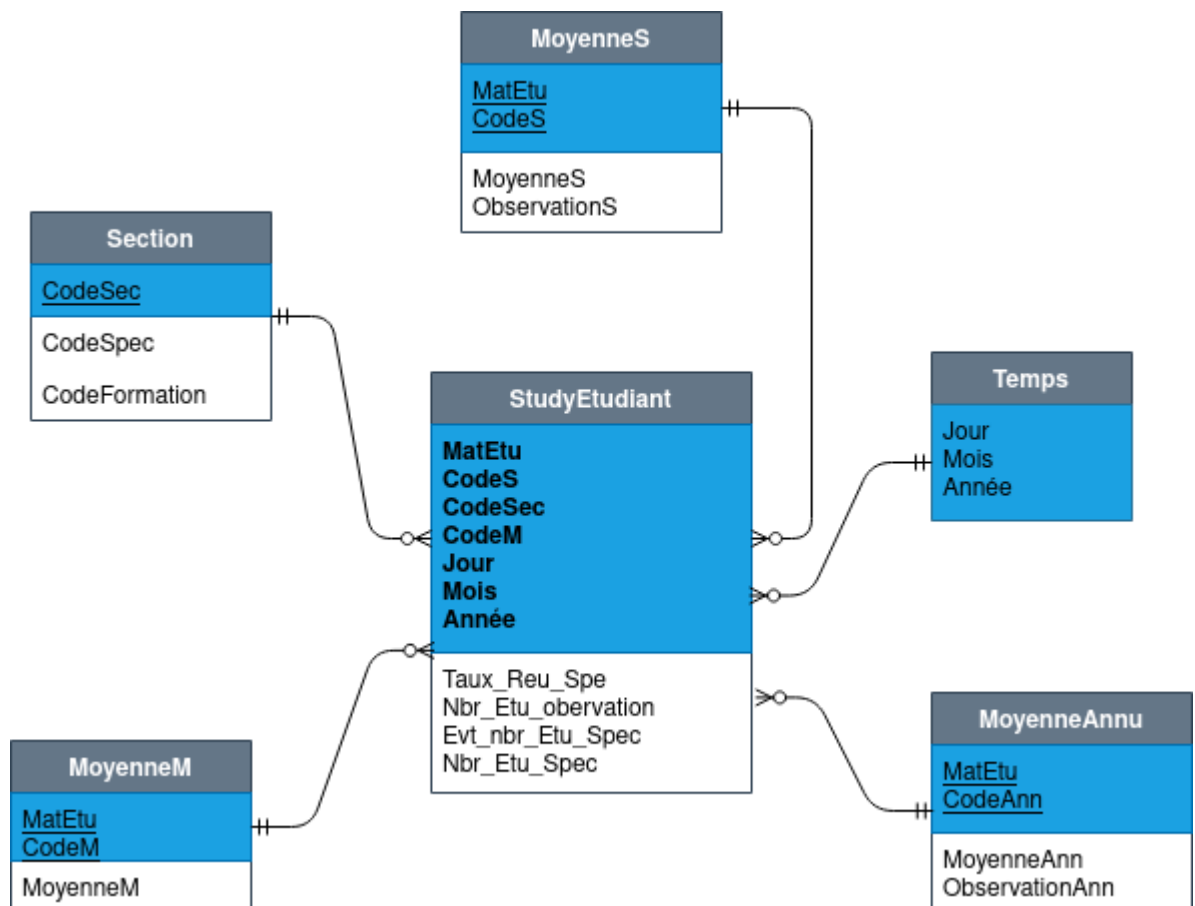 MoyenneS
MatEtu
CodeS
MoyenneS
ObservationS
Section
CodeSec
CodeSpec
CodeFormation
StudyEtudiant
MatEtu
CodeS
CodeSec
CodeM
Jour
Mois
Année
Taux_Reu_Spe
Nbr_Etu_obervation
Evt_nbr_Etu_Spec
Nbr_Etu_Spec
Temps
Jour
Mois
Année
MoyenneM
MatEtu
CodeM
MoyenneM
MoyenneAnnu
MatEtu
CodeAnn
MoyenneAnn
ObservationAnn